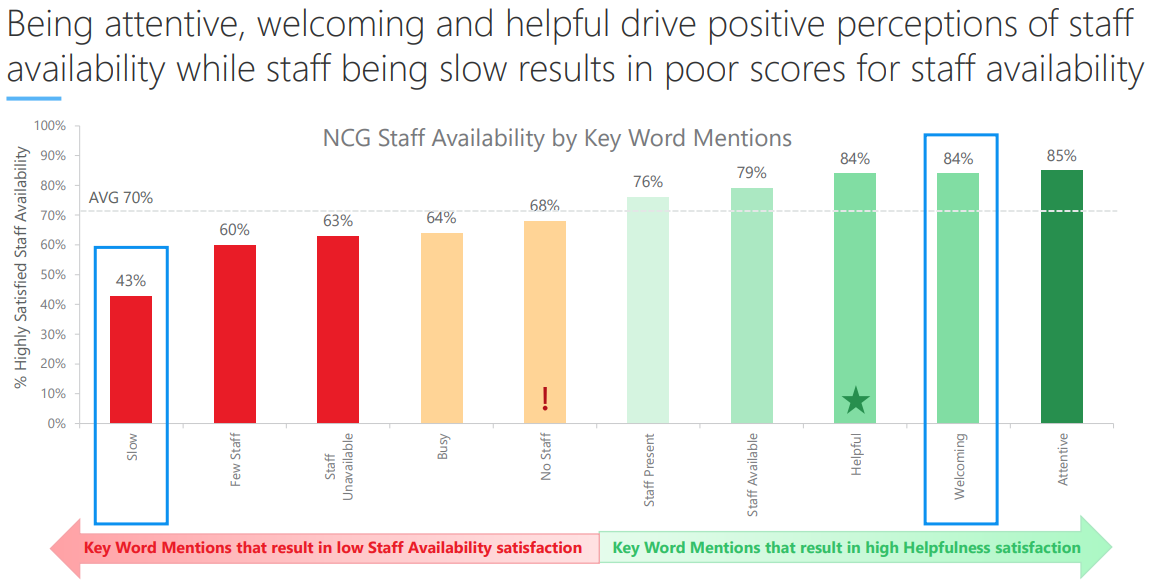 Being attentive, welcoming and helpful drive positive perceptions of staff
availability while staff being slow results in poor scores for staff availability
NCG Staff Availability by Key Word Mentions
% Highly Satisfied Staff Availability
100%
90%
80%
70%
60%
50%
40%
30%
20%
10%
0%
AVG 70%
43%
60%
63%
64%
68%
76%
79%
84%
84%
85%
!
Slow
Few Staff
Staff
Unavailable
Busy
No Staff
Staff Present
Staff Available
Helpful
Welcoming
Attentive
Key Word Mentions that result in low Staff Availability satisfaction
Key Word Mentions that result in high Helpfulness satisfaction